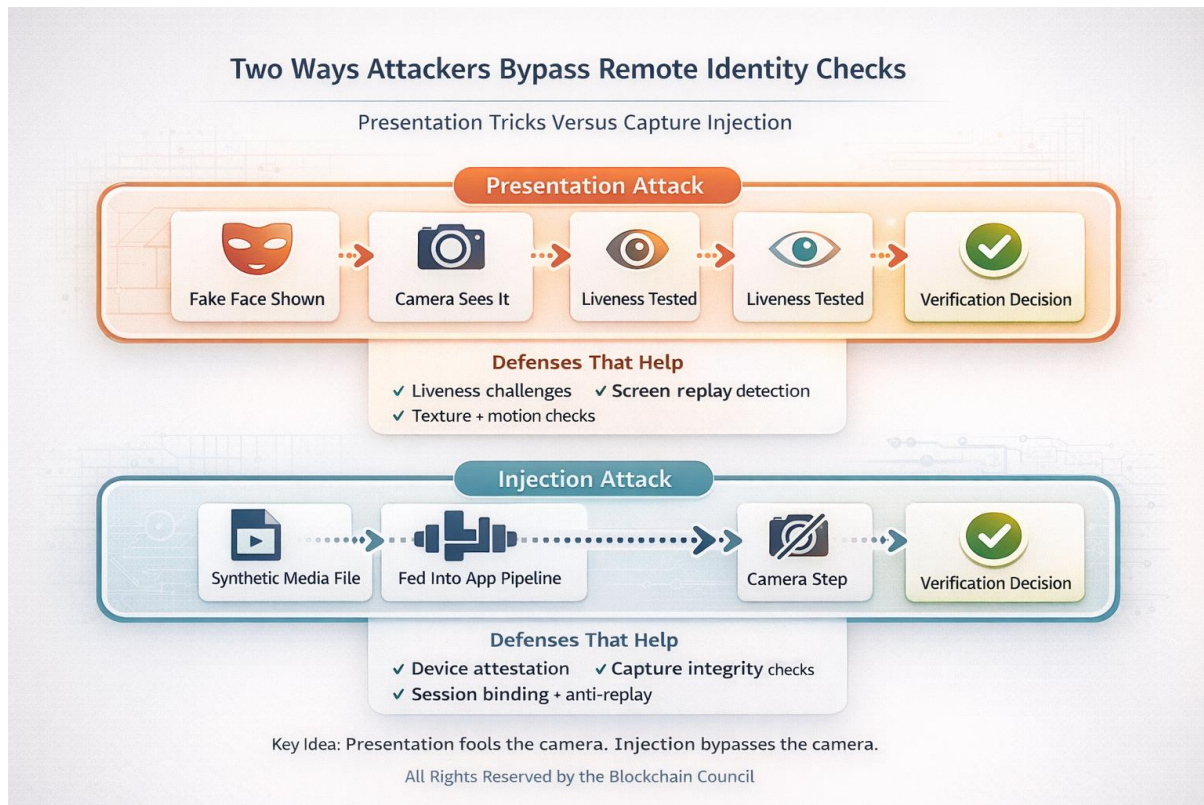 Two Ways Attackers Bypass Remote Identity Checks
Presentation Tricks Versus Capture Injection
Presentation Attack
Fake Face Shown
Camera Sees It
Liveness Tested
Liveness Tested
Verification Decision
Defenses That Help
✓ Liveness challenges ✓ Screen replay detection
✓ Texture + motion checks
Injection Attack
Synthetic Media File
Fed Into App Pipeline
Camera Step
Verification Decision
Defenses That Help
✓ Device attestation ✓ Capture integrity checks
✓ Session binding + anti-replay
Key Idea: Presentation fools the camera. Injection bypasses the camera.
All Rights Reserved by the Blockchain Council